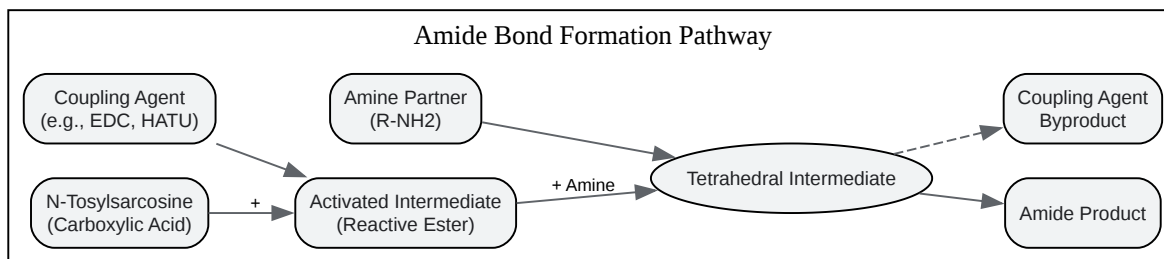 Amide Bond Formation Pathway
Coupling Agent
(e.g., EDC, HATU)
Amine Partner
(R-NH2)
Coupling Agent
Byproduct
N-Tosylsarcosine
(Carboxylic Acid)
+
Activated Intermediate
(Reactive Ester)
+ Amine
Tetrahedral Intermediate
Amide Product